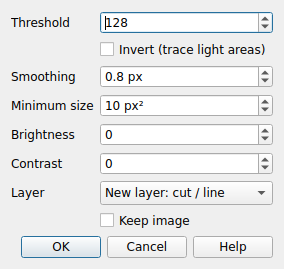 Threshold 128
Invert (trace light areas)
Smoothing 0.8 px
Minimum size 10 px²
Brightness 0
Contrast 0
Layer New layer: cut / line
Keep image
OK Cancel Help